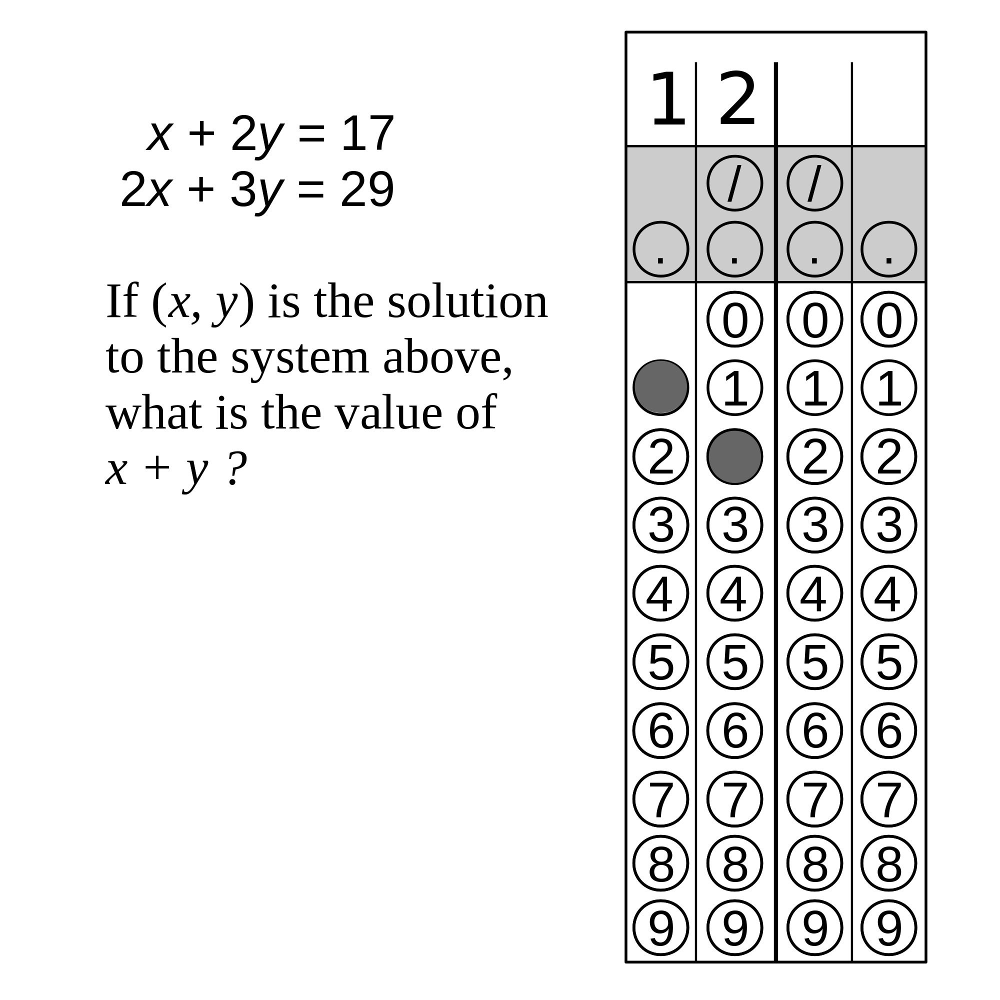 x + 2y = 17
2x + 3y = 29
If (x, y) is the solution
to the system above,
what is the value of
x + y ?
1 2
/ /
. . . .
0 0 0
1 1 1
2 2 2
3 3 3 3
4 4 4 4
5 5 5 5
6 6 6 6
7 7 7 7
8 8 8 8
9 9 9 9